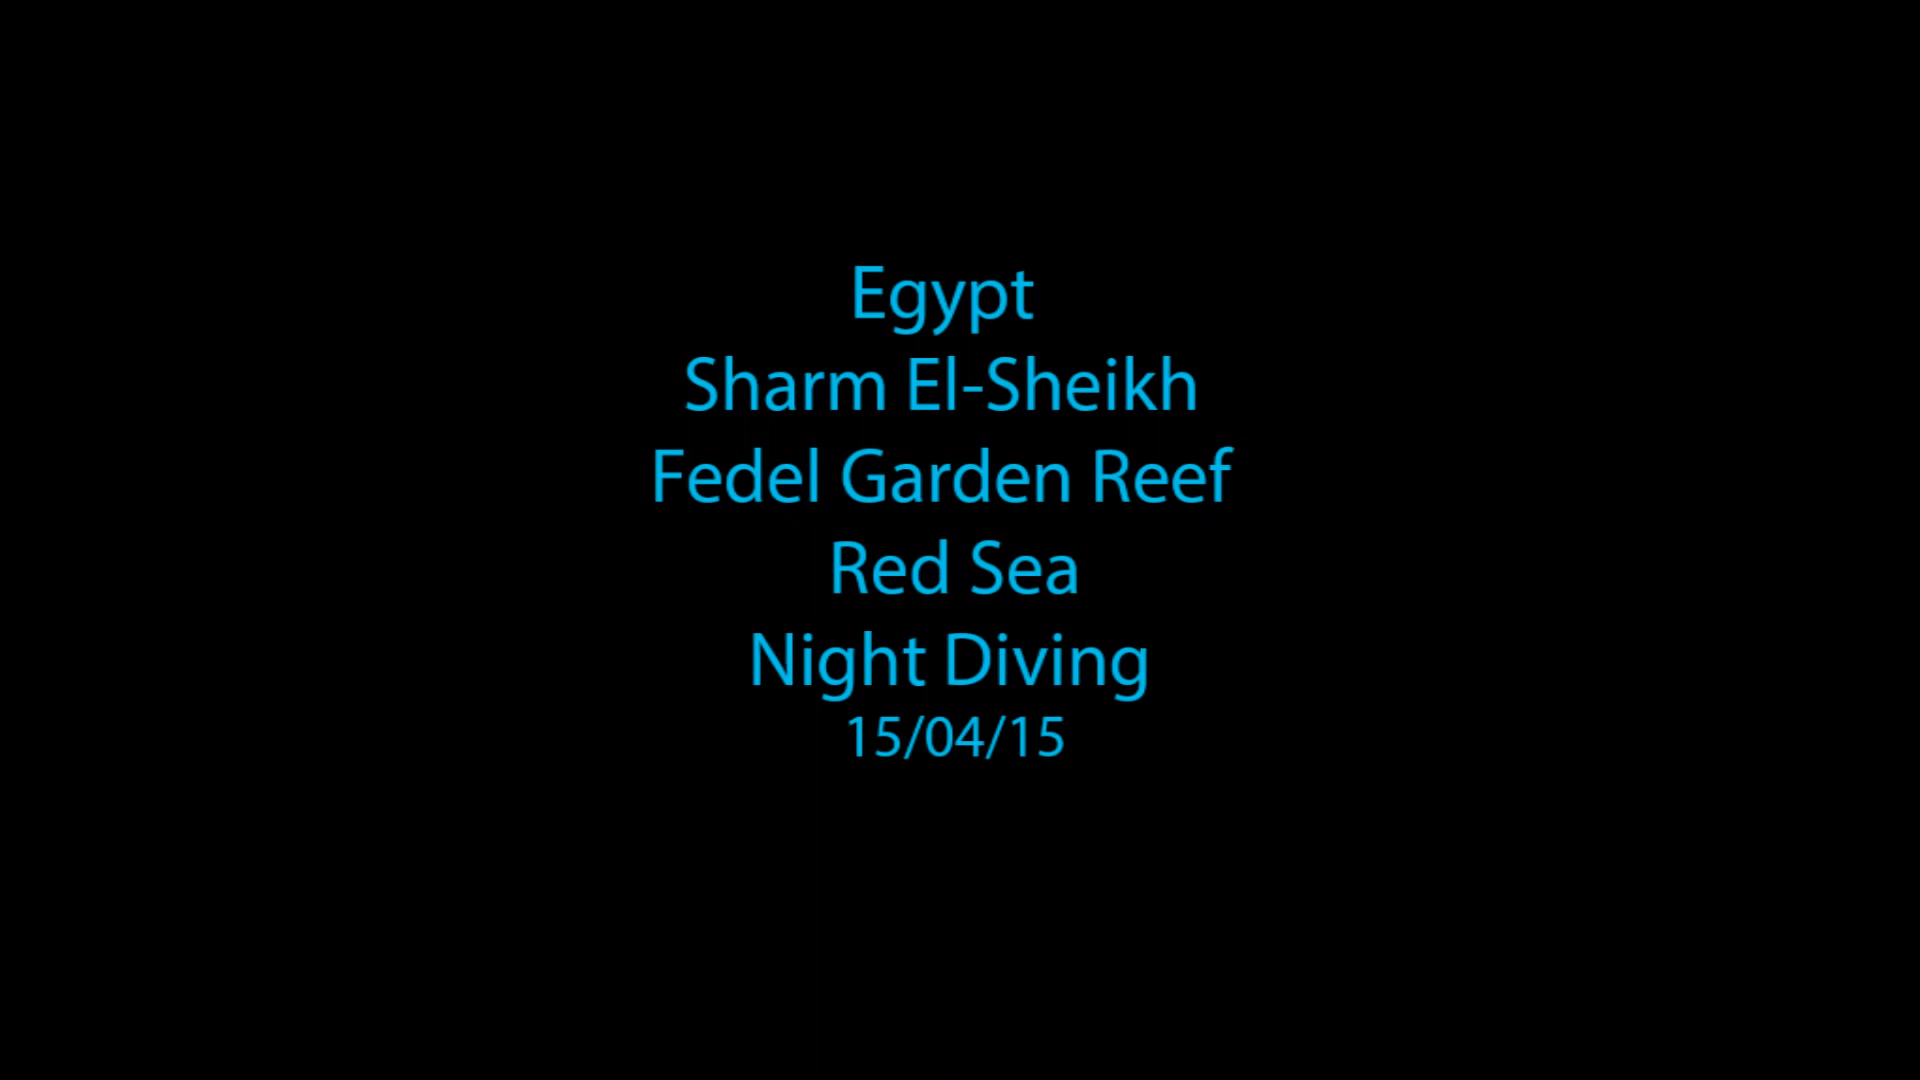 Egypt
Sharm El-Sheikh
Fedel Garden Reef
Red Sea
Night Diving
15/04/15